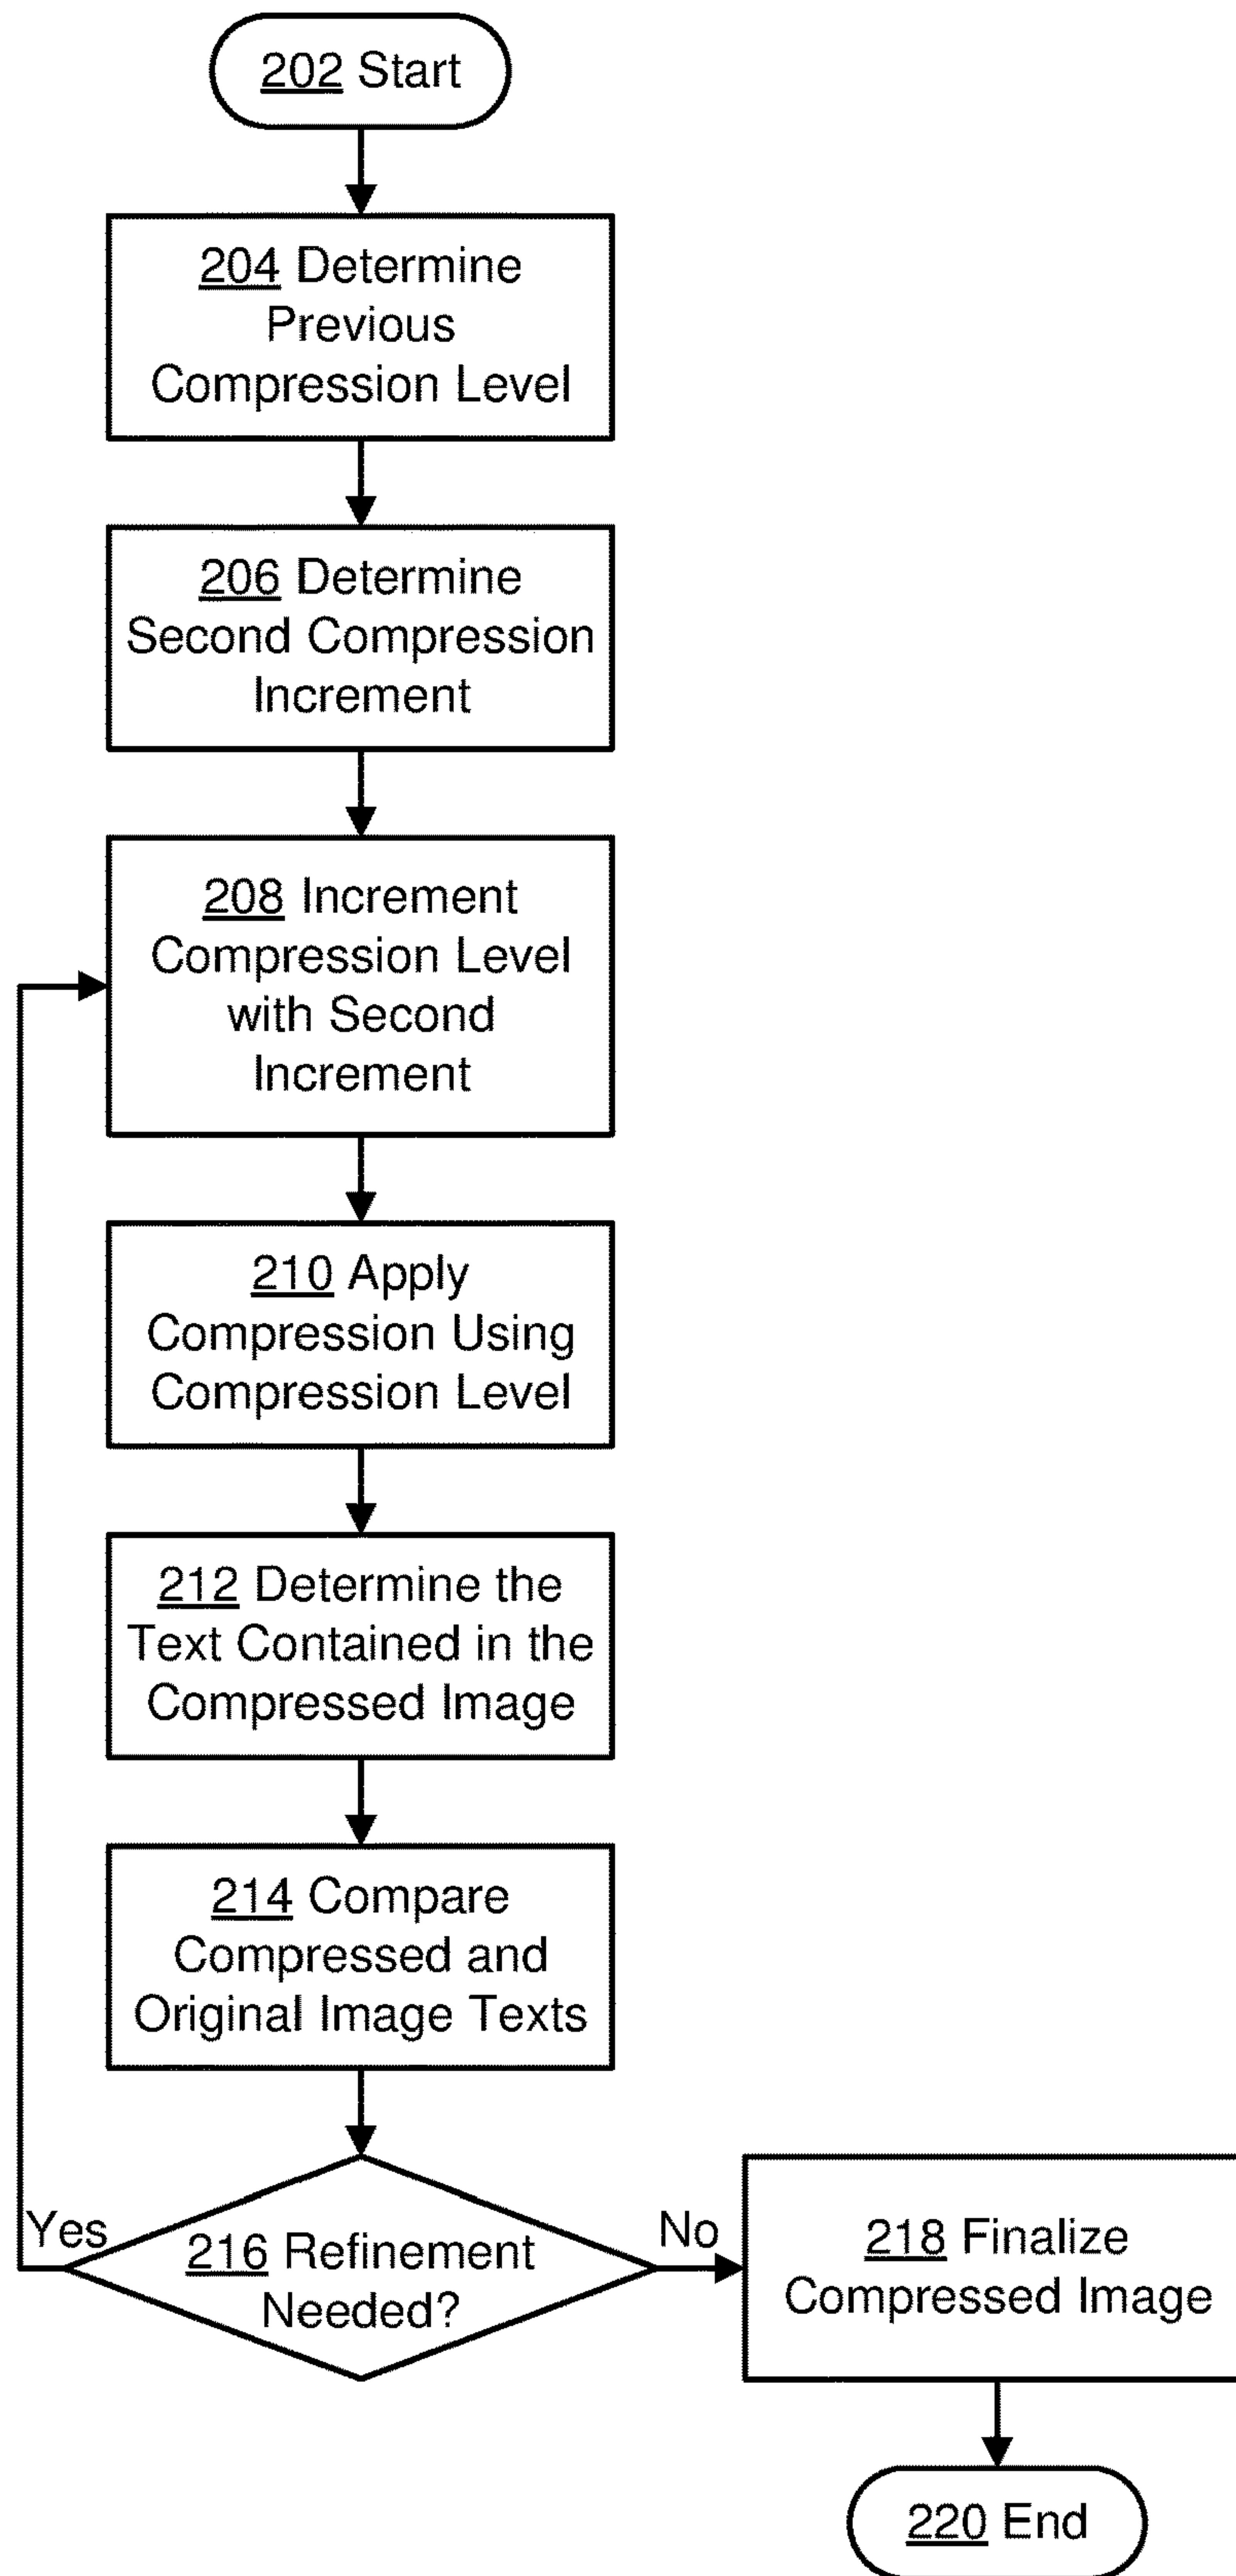 202 Start
204 Determine
Previous
Compression Level
206 Determine
Second Compression
Increment
208 Increment
Compression Level
with Second
Increment
210 Apply
Compression Using
Compression Level
212 Determine the
Text Contained in the
Compressed Image
214 Compare
Compressed and
Original Image Texts
Yes
216 Refinement
Needed?
No
218 Finalize
Compressed Image
220 End